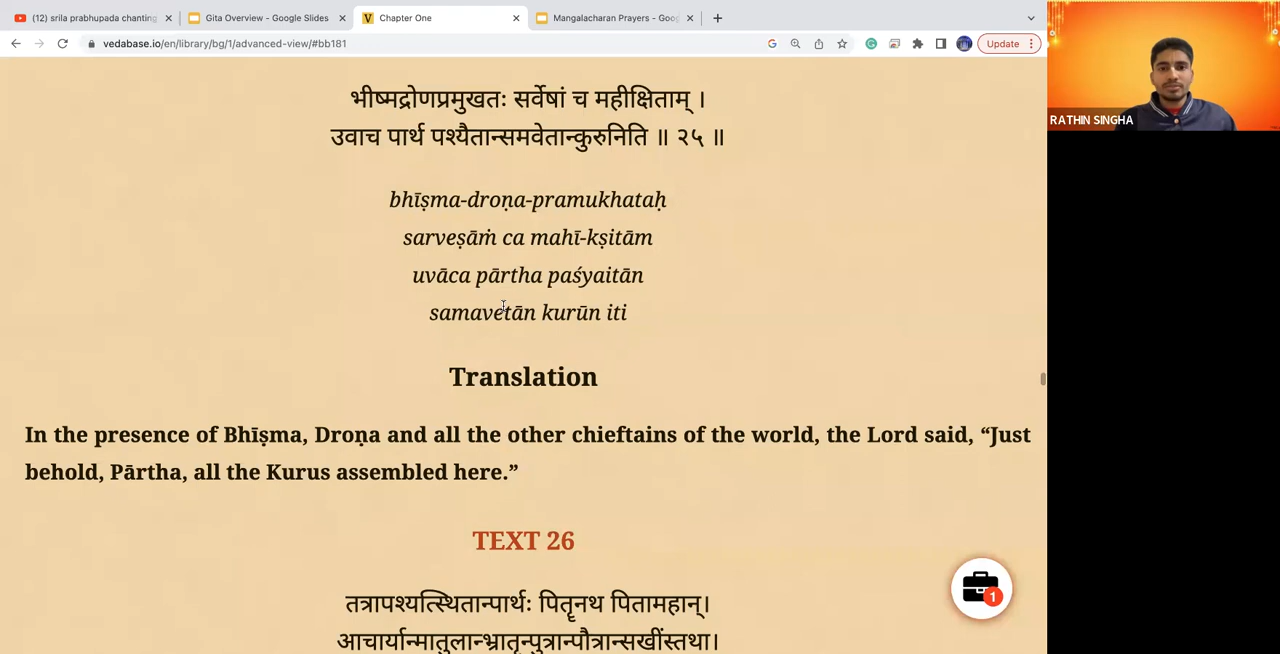 (12) srila prabhupada chanting
Gita Overview - Google Slides
Chapter One
Mangalacharan Prayers - Goo
vedabase.io/en/library/bg/1/advanced-view/#bb181
Update
RATHIN SINGHA
भीष्मद्रोणप्रमुखतः सर्वेषां च महीक्षिताम् ।
उवाच पार्थ पश्यैतान्समवेतान्कुरुनिति ॥ २५ ॥
bhīṣma-droṇa-pramukhataḥ
sarveṣāṁ ca mahī-kṣitām
uvāca pārtha paśyaitān
samavetān kurūn iti
Translation
In the presence of Bhīṣma, Droṇa and all the other chieftains of the world, the Lord said, “Just
behold, Pārtha, all the Kurus assembled here.”
TEXT 26
1
तत्रापश्यत्स्थितान्पार्थः पितॄनथ पितामहान्।
आचार्यान्मातुलान्भ्रातॄन्पुत्रान्पौत्रान्सखींस्तथा।